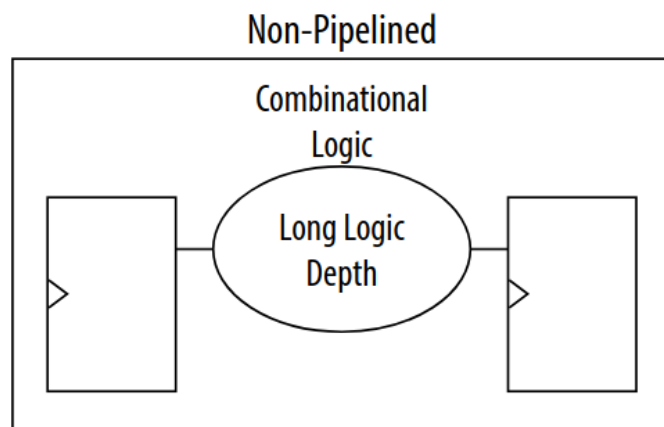 Non-Pipelined
Combinational
Logic
Long Logic
Depth